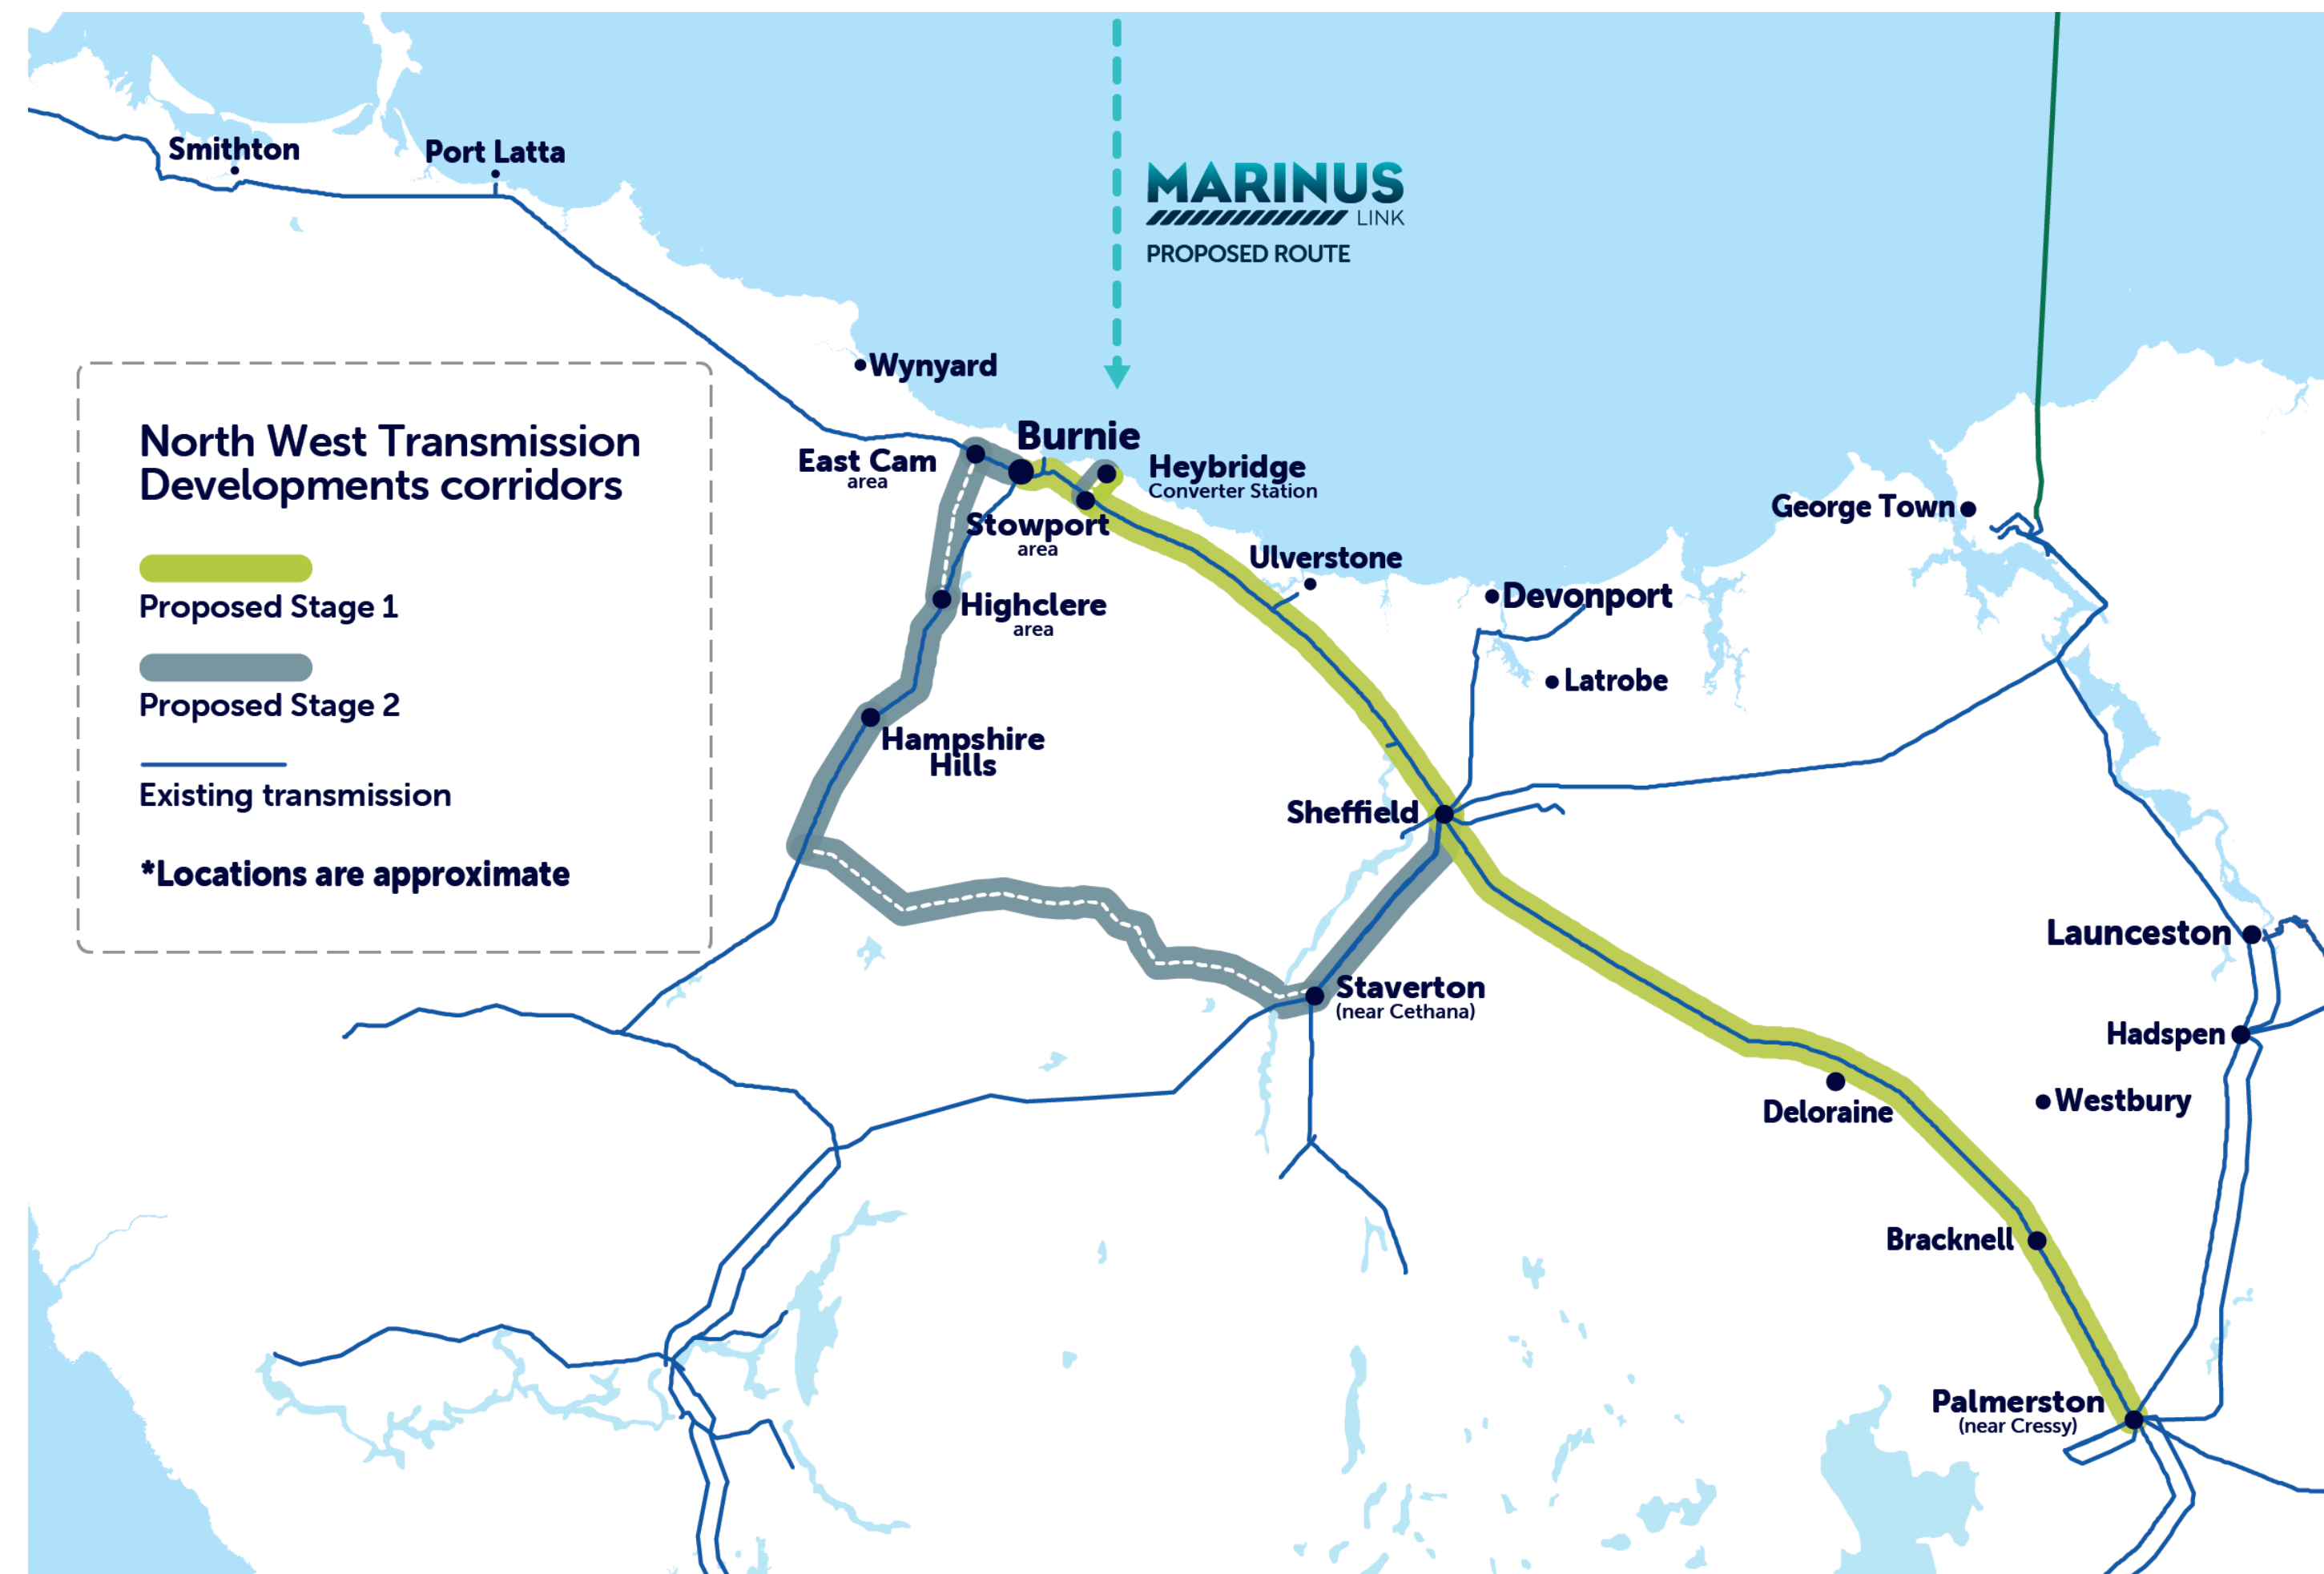 Smithton
Port Latta
MARINUS
LINK
PROPOSED ROUTE
Wynyard
North West Transmission
Developments corridors
Proposed Stage 1
Proposed Stage 2
Existing transmission
*Locations are approximate
Burnie
East Cam
area
Heybridge
Converter Station
Stowport
area
George Town
Ulverstone
Devonport
Highclere
area
Latrobe
Hampshire
Hills
Sheffield
Launceston
Staverton
(near Cethana)
Hadspen
Westbury
Deloraine
Bracknell
Palmerston
(near Cressy)